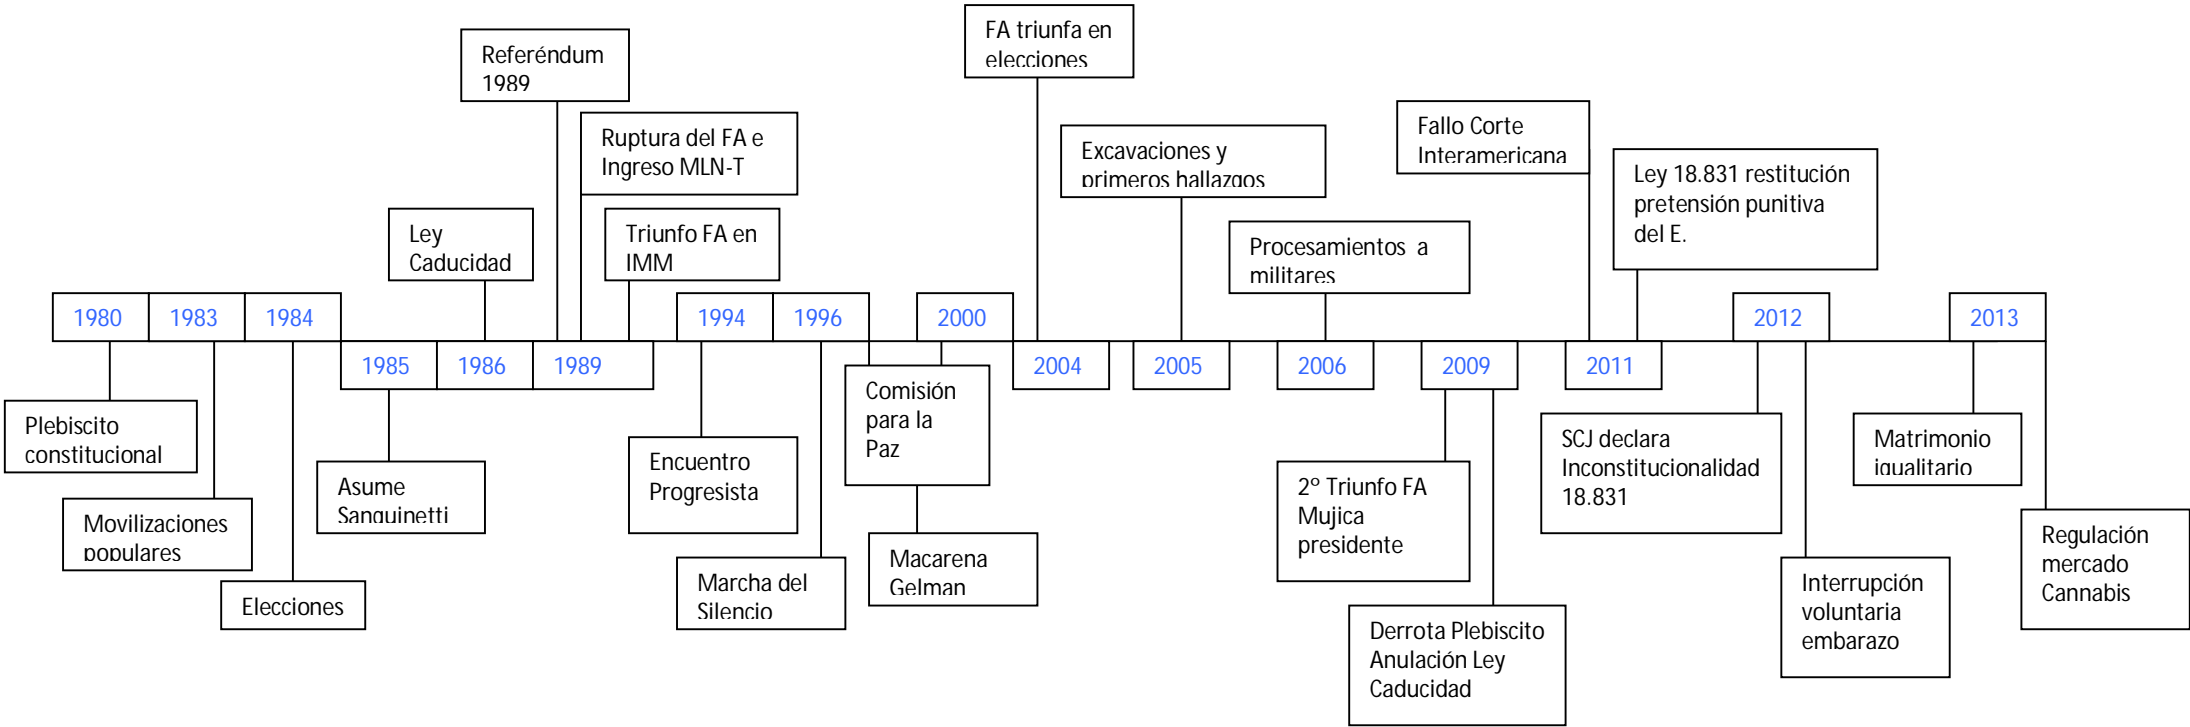 FA triunfa en
elecciones
Referéndum
1989
Ruptura del FA e
Ingreso MLN-T
Excavaciones y
primeros hallazgos
Fallo Corte
Interamericana
Ley 18.831 restitución
pretensión punitiva
del E.
Ley
Caducidad
Triunfo FA en
IMM
Procesamientos a
militares
1980
1983
1984
1994
1996
2000
2012
2013
1985
1986
1989
2004
2005
2006
2009
2011
Plebiscito
constitucional
Movilizaciones
populares
Elecciones
Asume
Sanguinetti
Encuentro
Progresista
Marcha del
Silencio
Comisión
para la
Paz
Macarena
Gelman
2º Triunfo FA
Mujica
presidente
Derrota Plebiscito
Anulación Ley
Caducidad
SCJ declara
Inconstitucionalidad
18.831
Interrupción
voluntaria
embarazo
Matrimonio
igualitario
Regulación
mercado
Cannabis